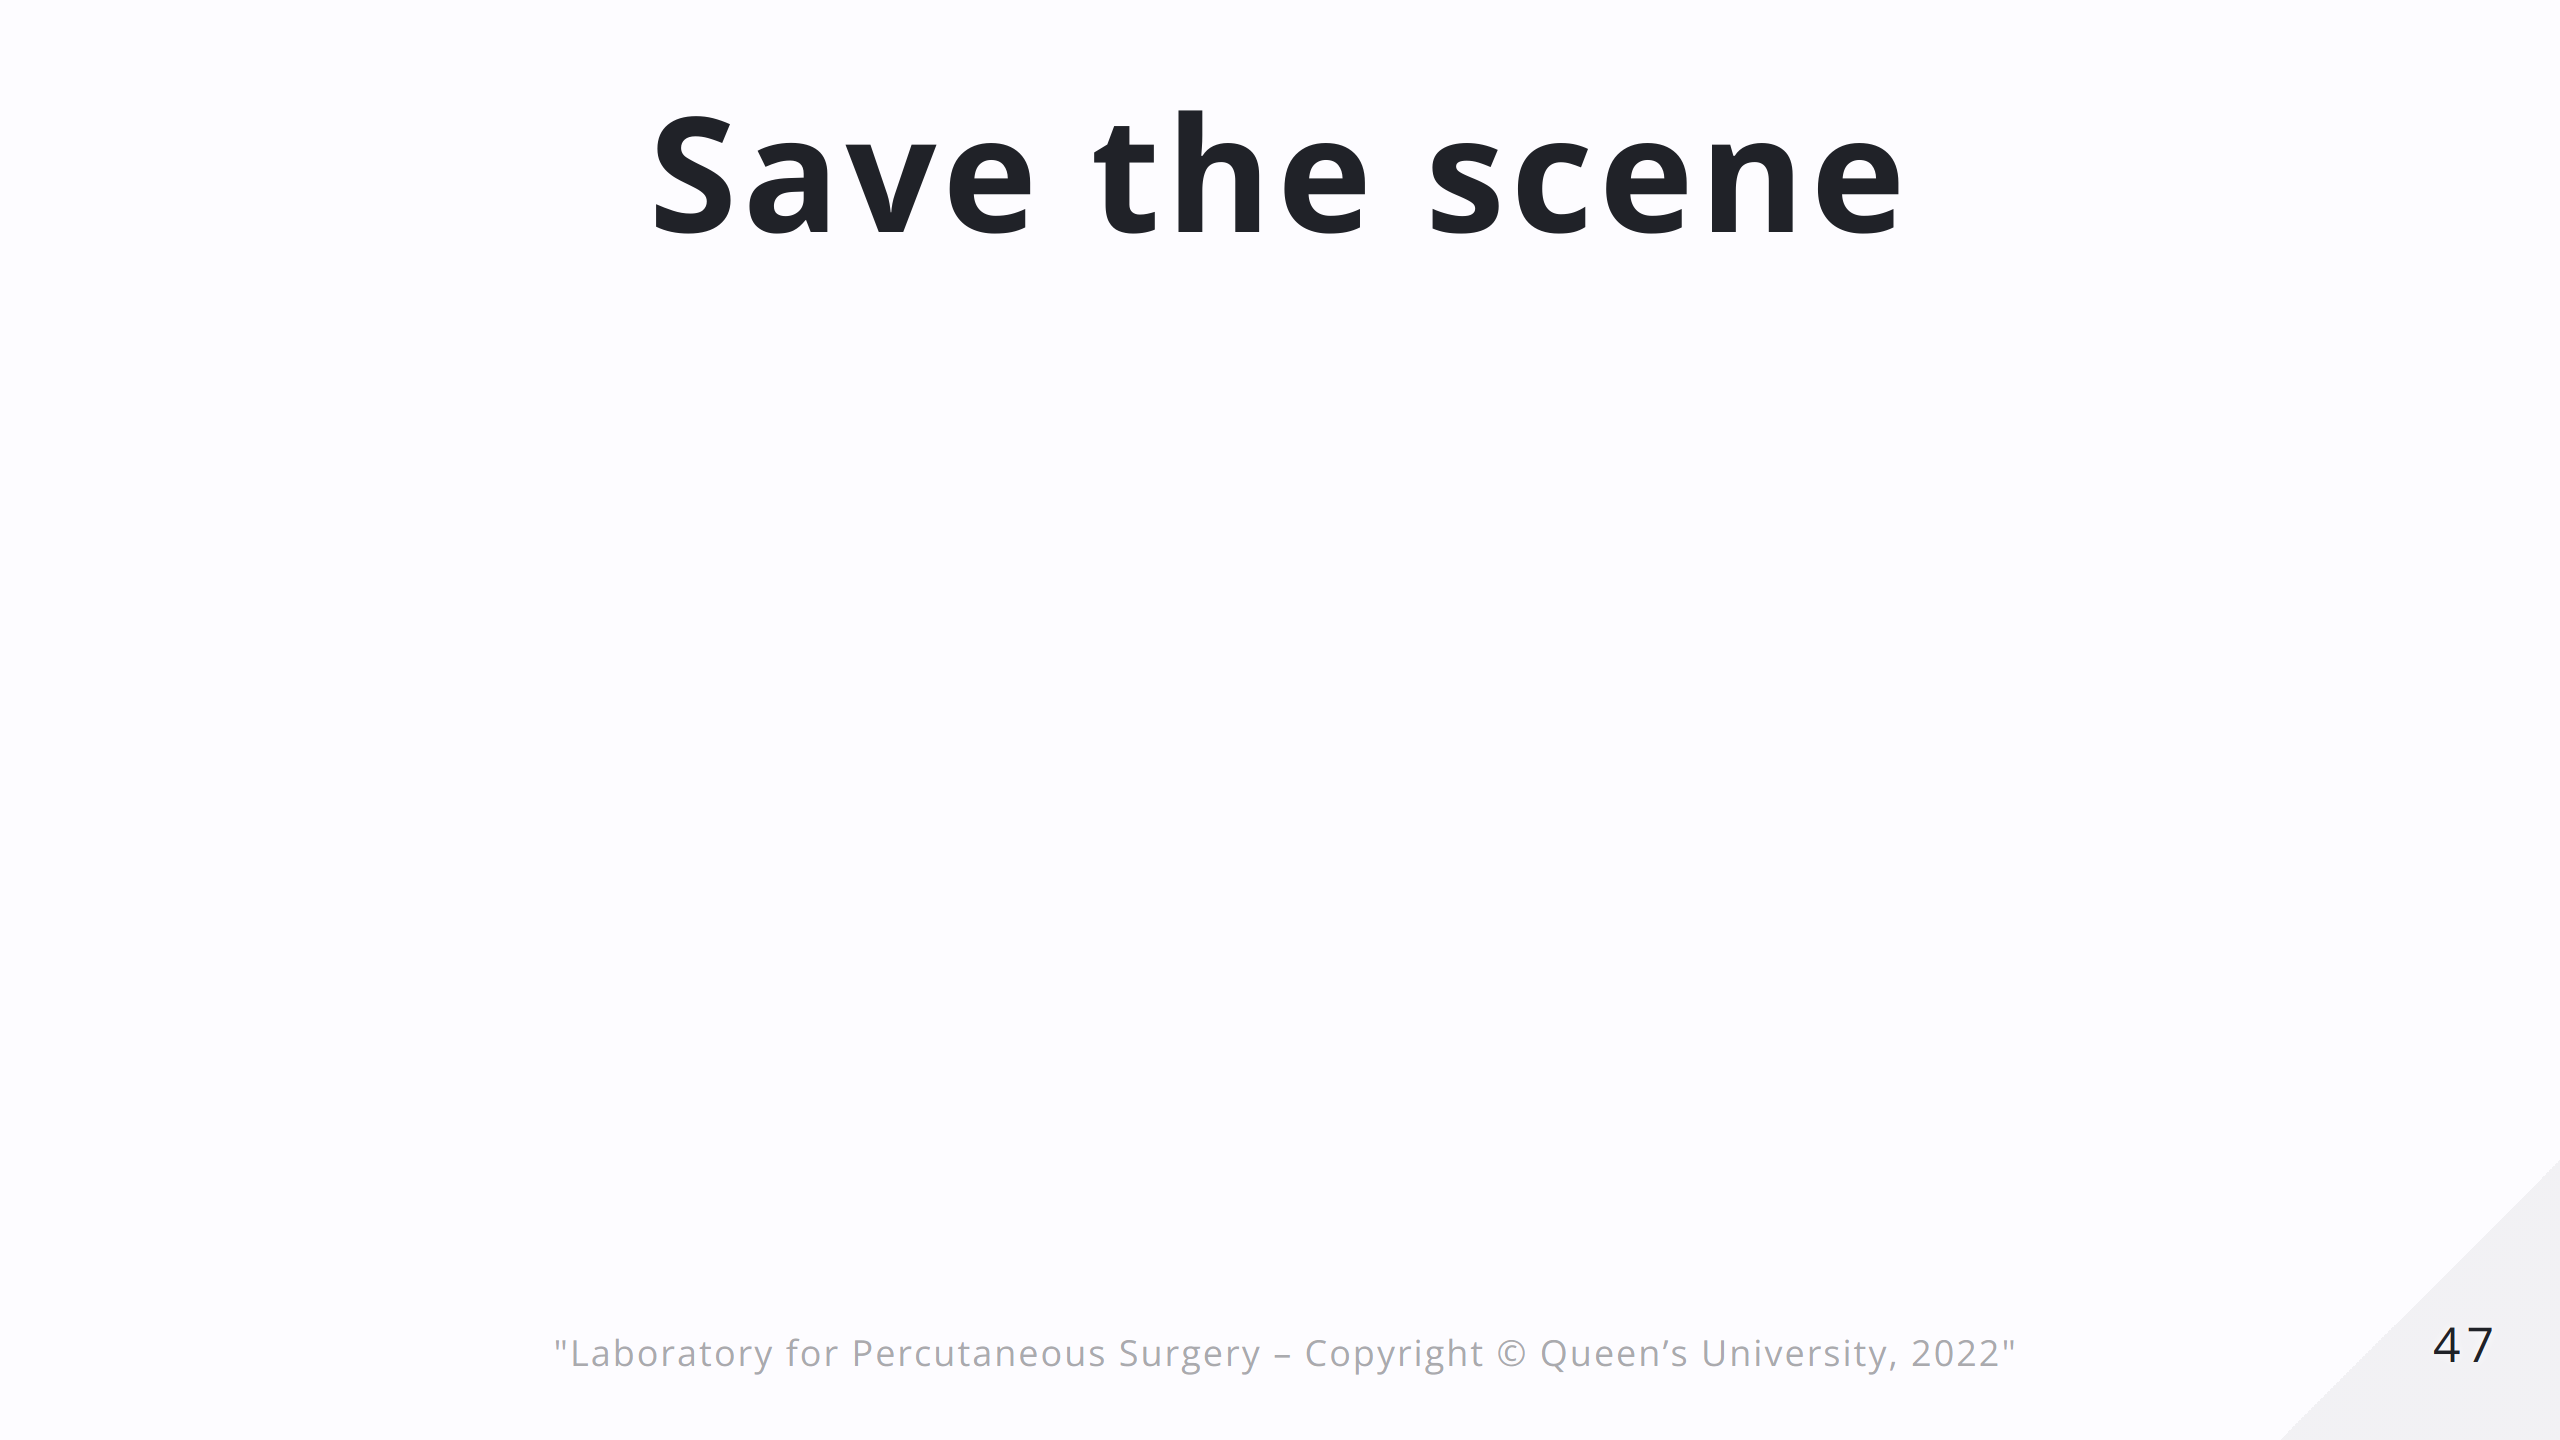 Save the scene
"Laboratory for Percutaneous Surgery – Copyright © Queen’s University, 2022"
47